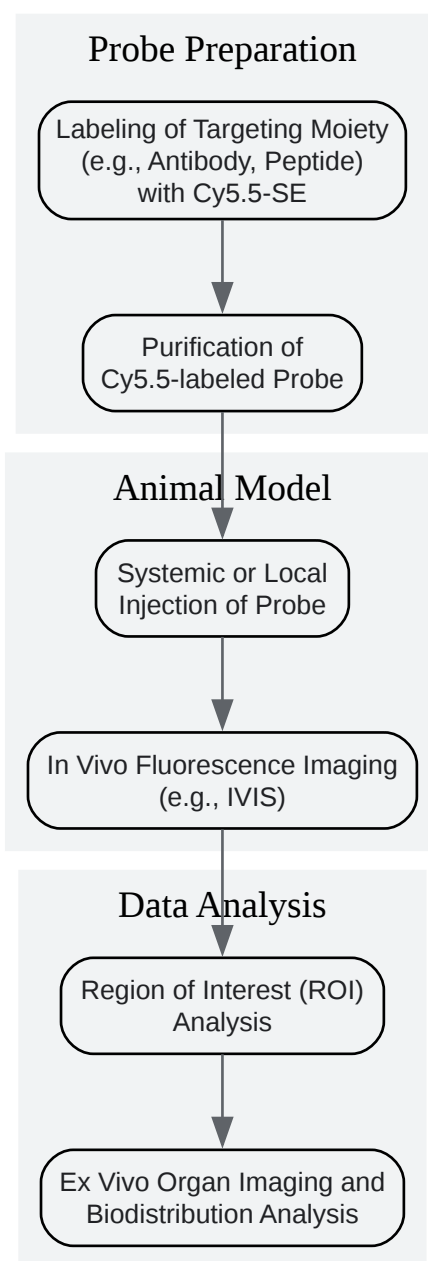 Probe Preparation
Labeling of Targeting Moiety
(e.g., Antibody, Peptide)
with Cy5.5-SE
Purification of
Cy5.5-labeled Probe
Animal Model
Systemic or Local
Injection of Probe
In Vivo Fluorescence Imaging
(e.g., IVIS)
Data Analysis
Region of Interest (ROI)
Analysis
Ex Vivo Organ Imaging and
Biodistribution Analysis